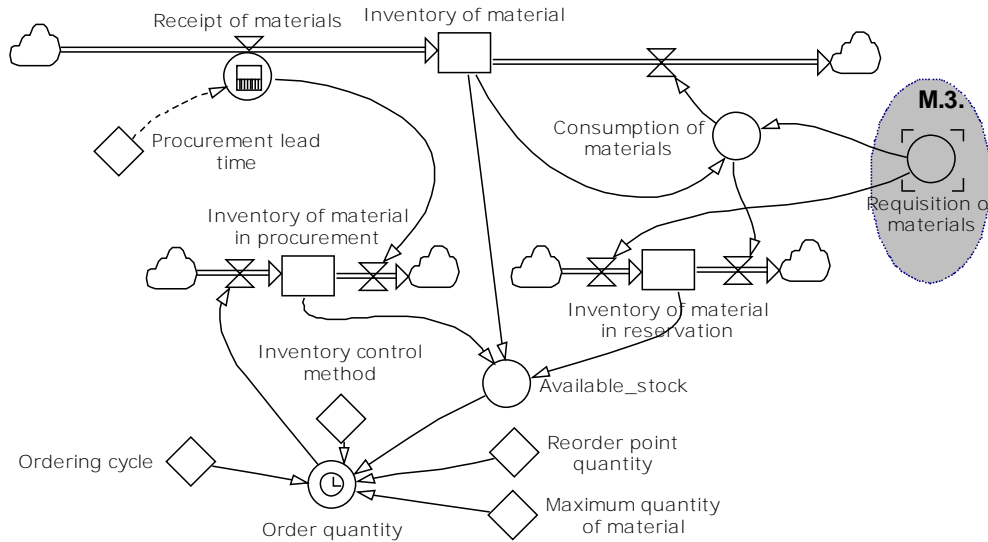 Receipt of materials
Inventory of material
M.3.
Consumption of
materials
Procurement lead
time
Requisition o
materials
Inventory of material
in procurement
Inventory of material
in reservation
Inventory control
method
Available_stock
Ordering cycle
Reorder point
quantity
Maximum quantity
of material
Order quantity